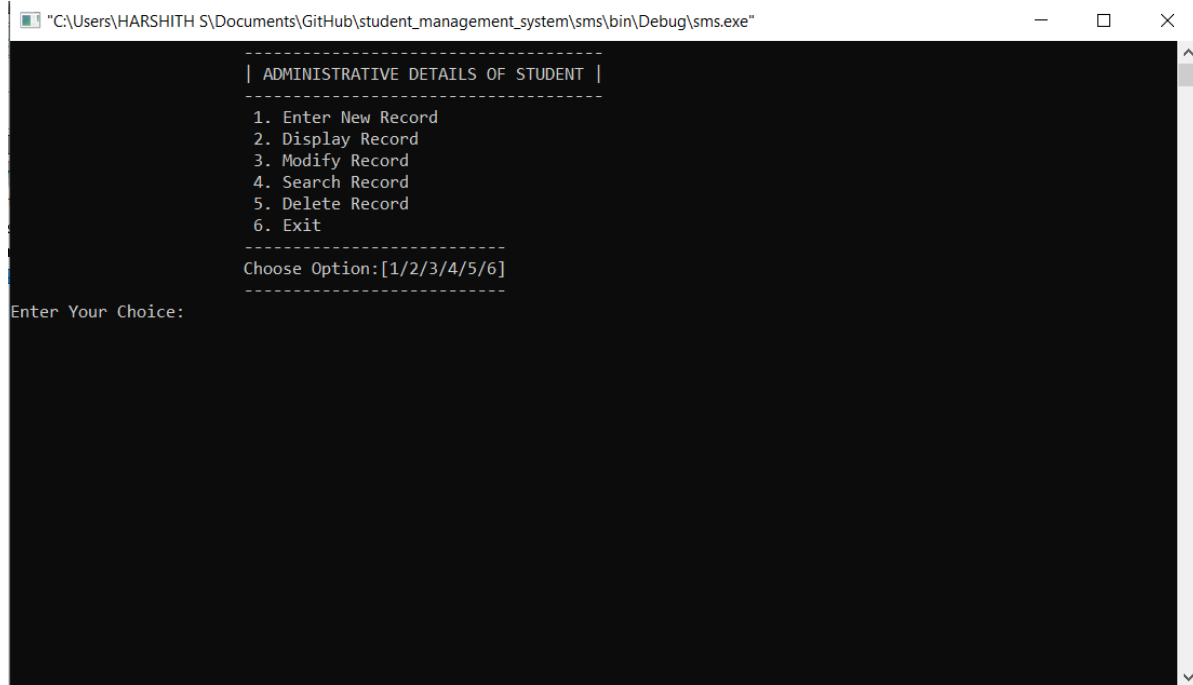 "C:\Users\HARSHITH S\Documents\GitHub\student_management_system\sms\bin\Debug\sms.exe"
-------------------------------------
| ADMINISTRATIVE DETAILS OF STUDENT |
-------------------------------------
1. Enter New Record
2. Display Record
3. Modify Record
4. Search Record
5. Delete Record
6. Exit
---------------------------
Choose Option:[1/2/3/4/5/6]
---------------------------
Enter Your Choice: